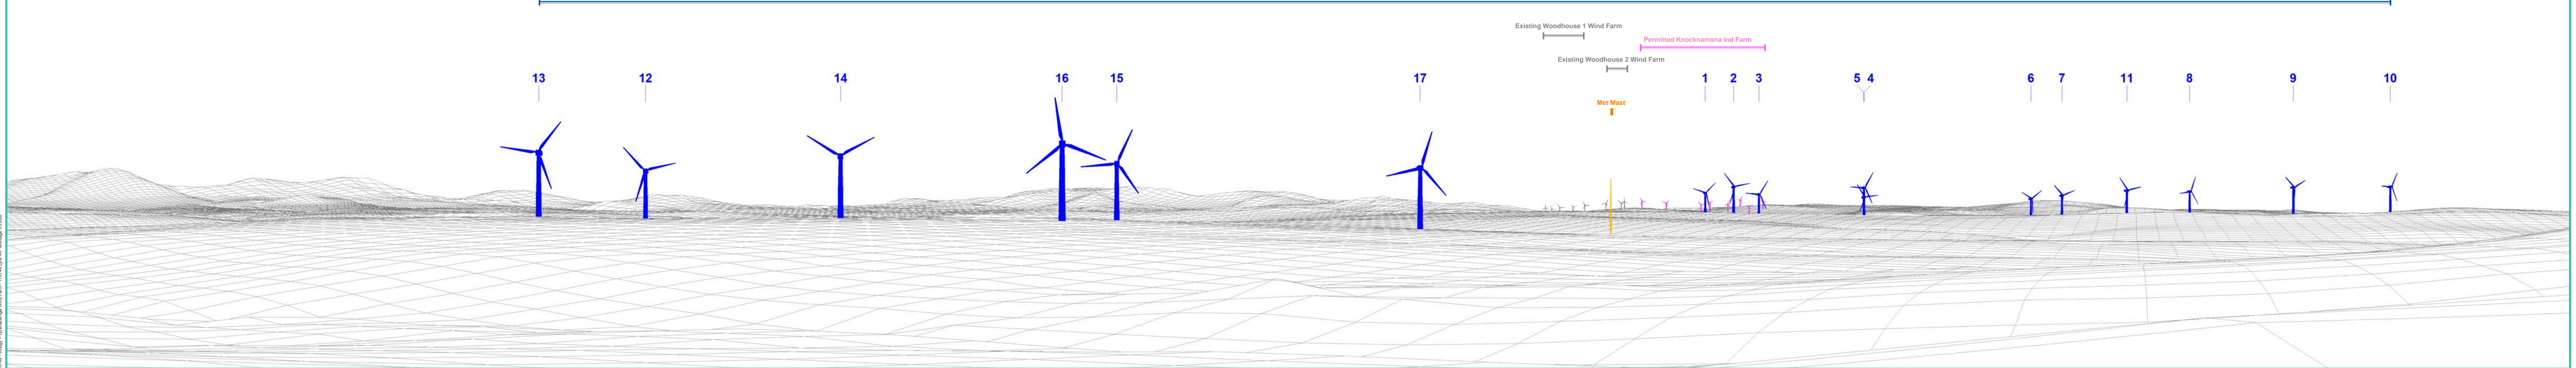 Existing Woodhouse 1 Wind Farm
Permitted Knocknamona ind Farm
Existing Woodhouse 2 Wind Farm
13 12 14 16 15 17 1 2 3 5 4 6 7 11 8 9 10
Met Mast